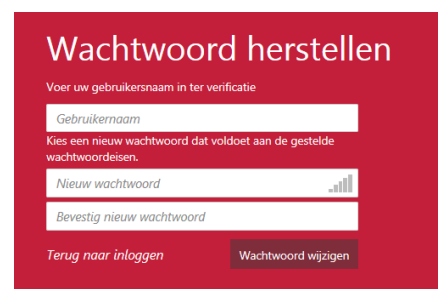 Wachtwoord herstellen
Voer uw gebruikersnaam in ter verificatie
Gebruikernaam
Kies een nieuw wachtwoord dat voldoet aan de gestelde
wachtwoordeisen.
Nieuw wachtwoord
Bevestig nieuw wachtwoord
Terug naar inloggen
Wachtwoord wijzigen